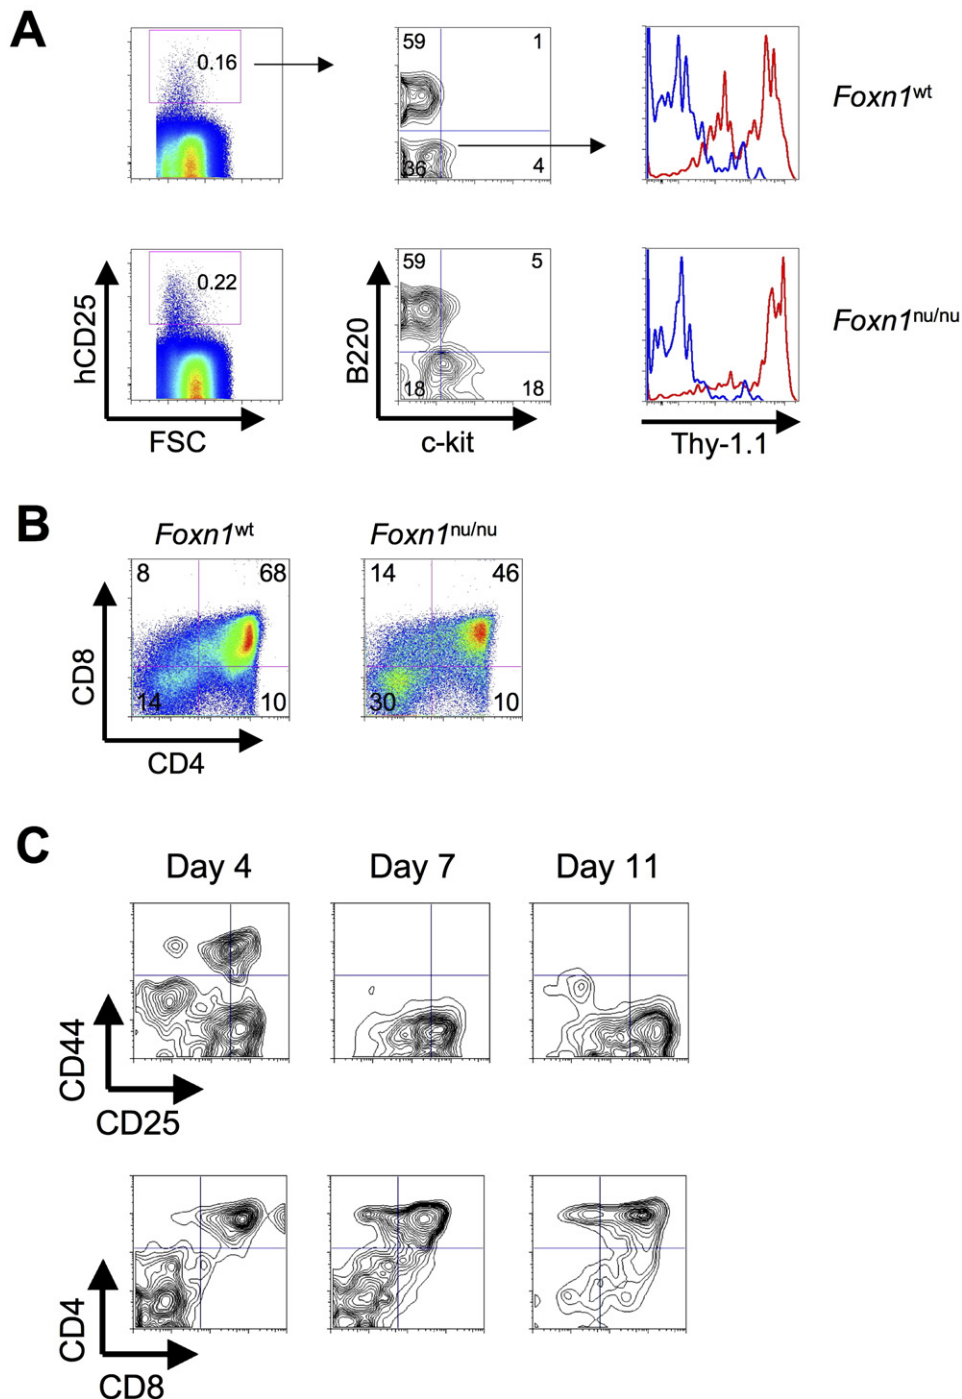 A
0.16
59 1
36 4
Foxn1wt
hCD25
0.22
FSC
B220
59 5
18 18
c-kit
Thy-1.1
Foxn1nu/nu
B
Foxn1wt
Foxn1nu/nu
CD8
8 68
14 10
14 46
30 10
CD4
C
Day 4
Day 7
Day 11
CD44
CD25
CD4
CD8